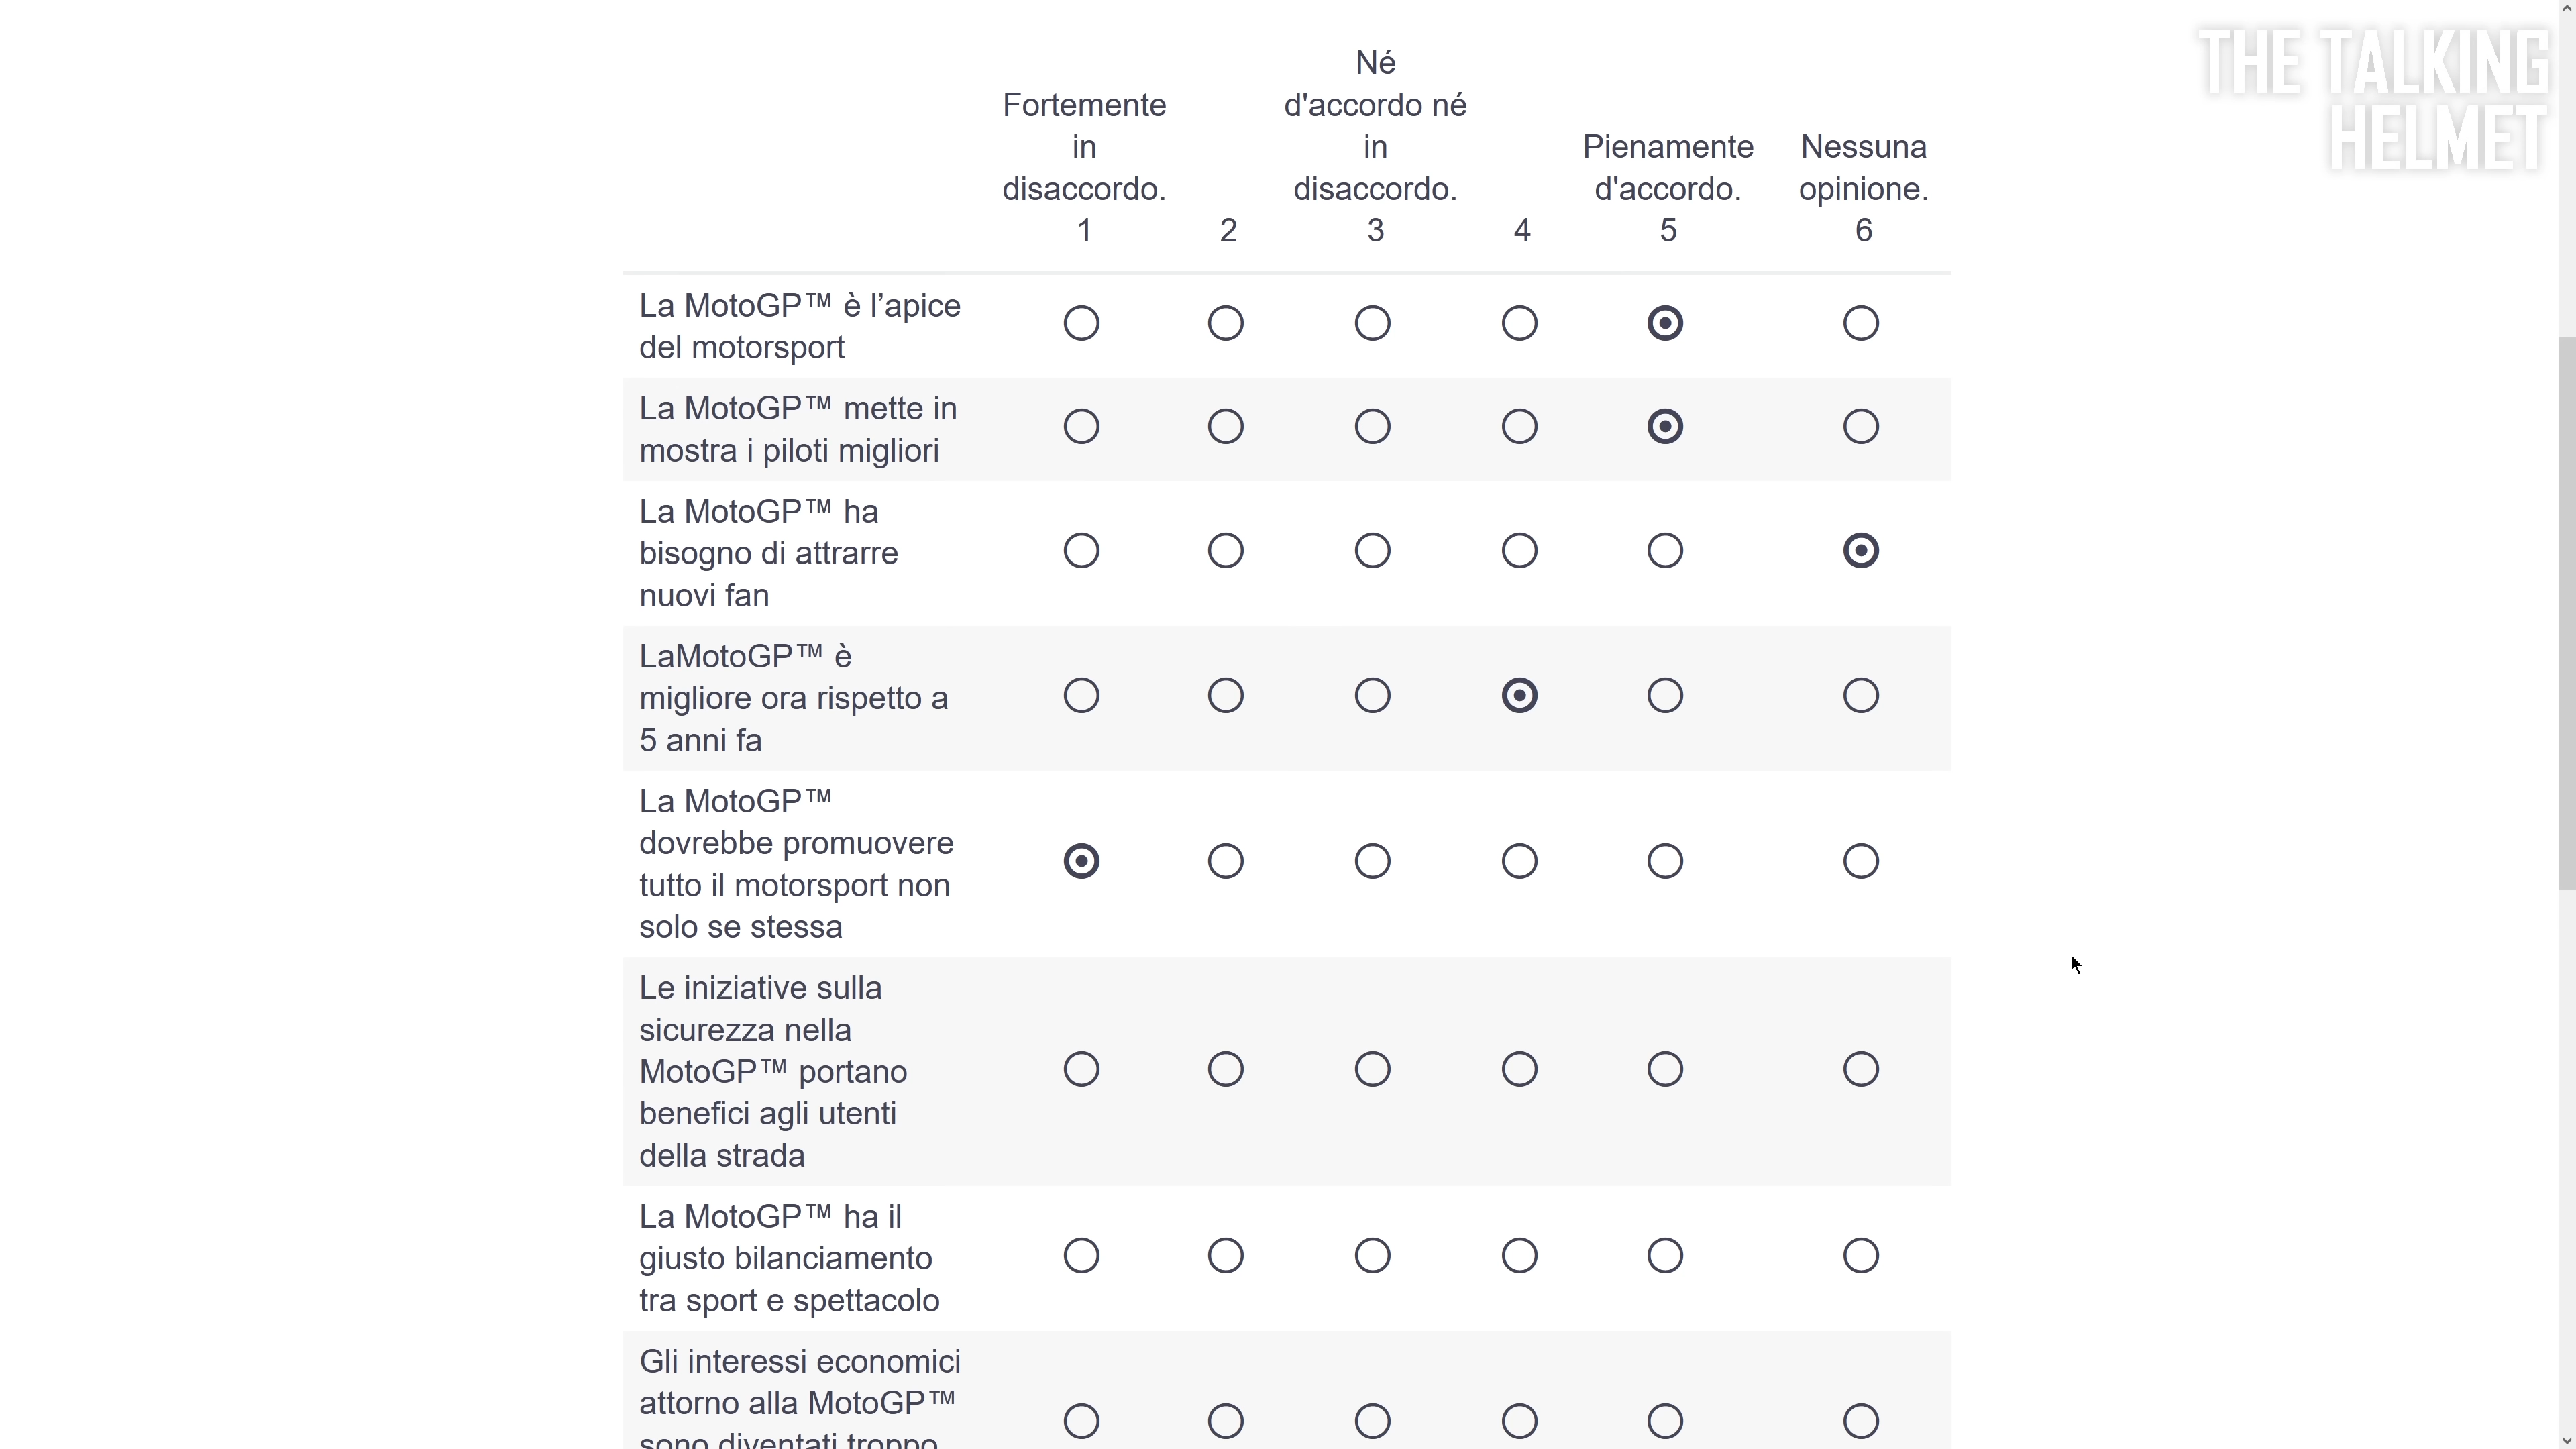 THE TALKING
HELMET
Fortemente
in
disaccordo.
1
2
Né
d'accordo né
in
disaccordo.
3
4
Pienamente
d'accordo.
5
Nessuna
opinione.
6
La MotoGP™ è l’apice
del motorsport
La MotoGP™ mette in
mostra i piloti migliori
La MotoGP™ ha
bisogno di attrarre
nuovi fan
LaMotoGP™ è
migliore ora rispetto a
5 anni fa
La MotoGP™
dovrebbe promuovere
tutto il motorsport non
solo se stessa
Le iniziative sulla
sicurezza nella
MotoGP™ portano
benefici agli utenti
della strada
La MotoGP™ ha il
giusto bilanciamento
tra sport e spettacolo
Gli interessi economici
attorno alla MotoGP™
sono diventati troppo